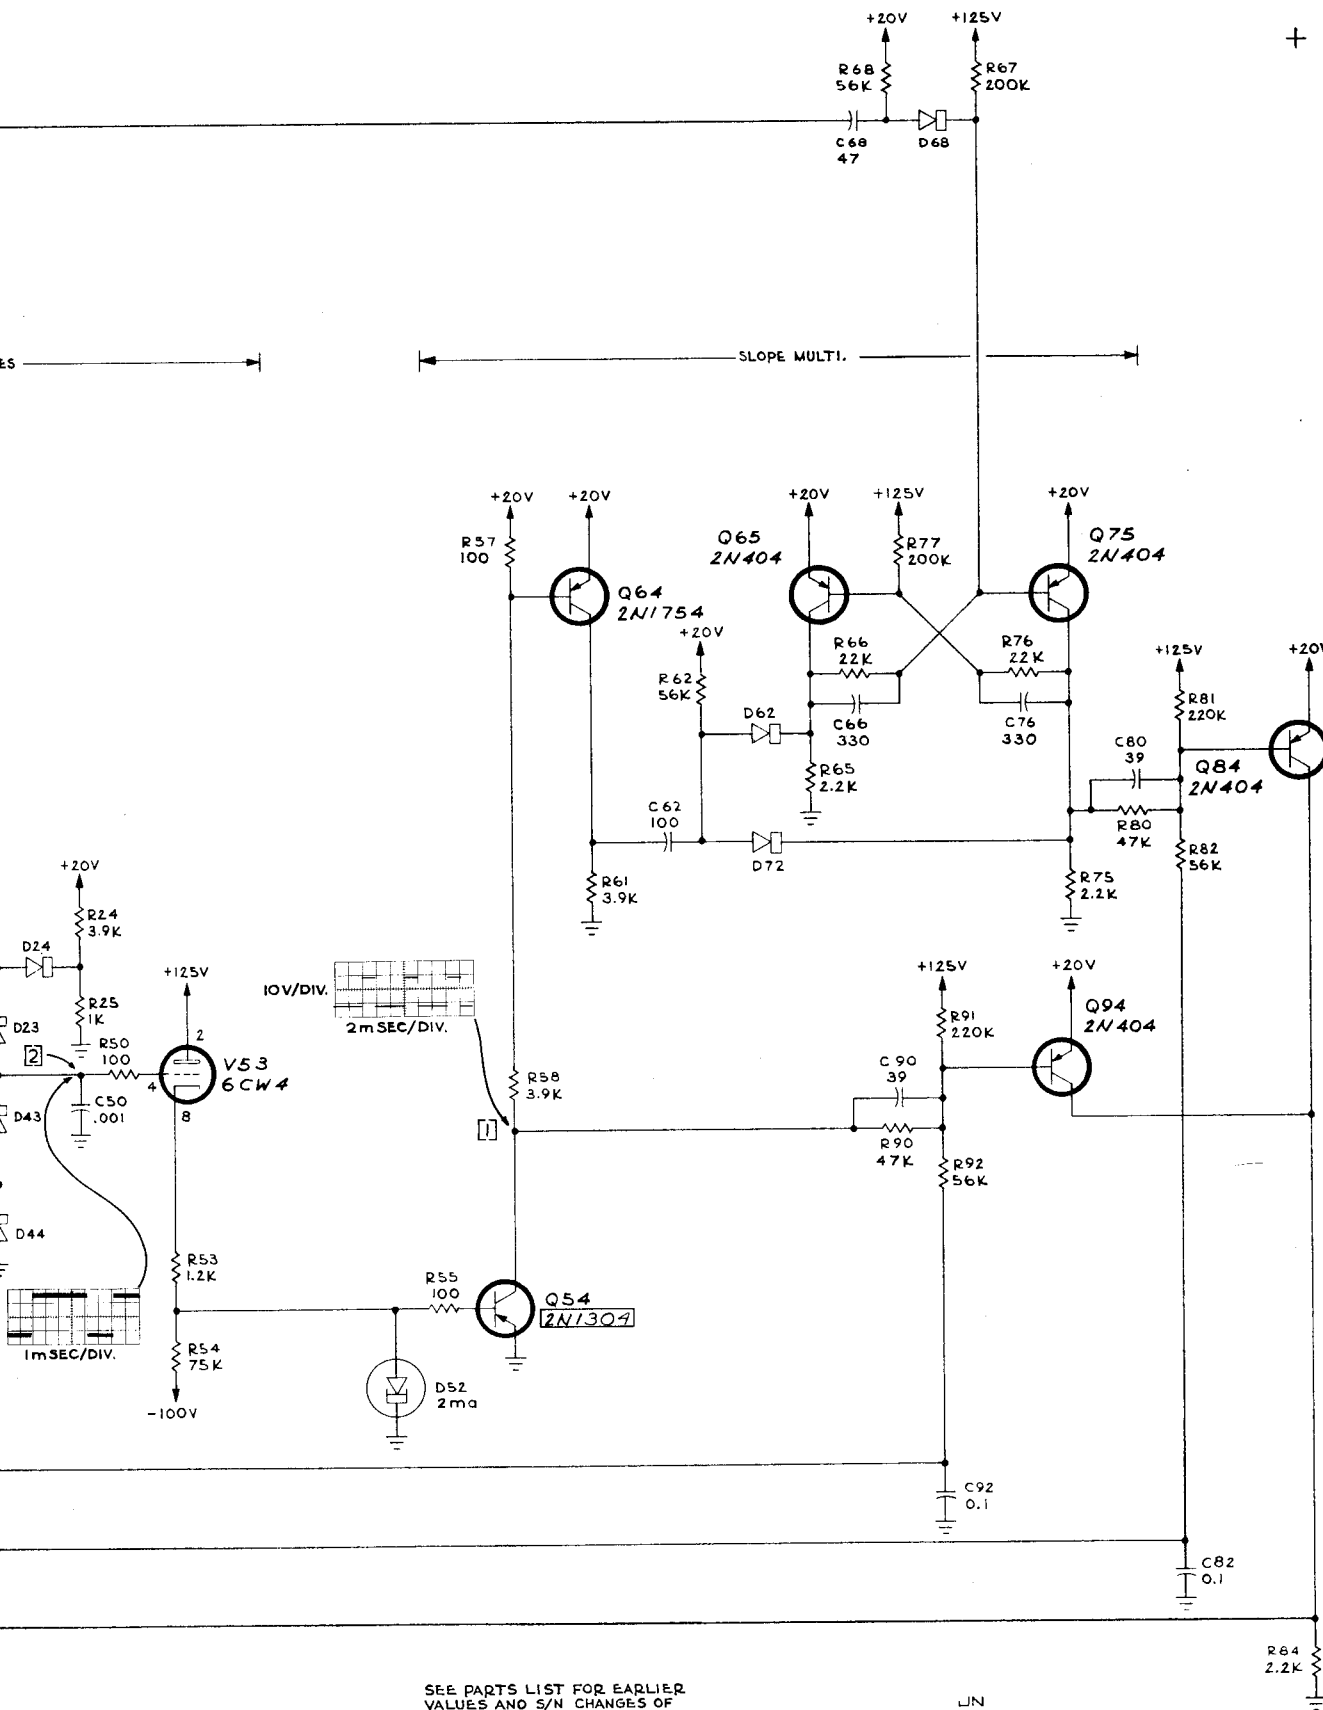 +20V +125V
R68 56K
R67 200K
C68 47
D68
ES
SLOPE MULTI.
+20V +20V +20V +125V +20V
R57 100
Q64 2N1754
Q65 2N404
R77 200K
Q75 2N404
+20V
R62 56K
R66 22K
C66 330
R76 22K
C76 330
D62
R65 2.2K
C62 100
D72
R61 3.9K
+125V +20V
R81 220K
C80 39
Q84 2N404
R80 47K
R82 56K
R75 2.2K
+20V
R24 3.9K
D24
R25 1K
D23
[2]
R50 100
C50 .001
D43
D44
+125V
2
4
8
V53 6CW4
10V/DIV.
2mSEC/DIV.
[1]
R58 3.9K
+125V +20V
R91 220K
Q94 2N404
C90 39
R90 47K
R92 56K
R53 1.2K
R54 75K
-100V
R55 100
Q54 2N1304
D52 2ma
1mSEC/DIV.
C92 0.1
C82 0.1
R84 2.2K
SEE PARTS LIST FOR EARLIER
VALUES AND S/N CHANGES OF